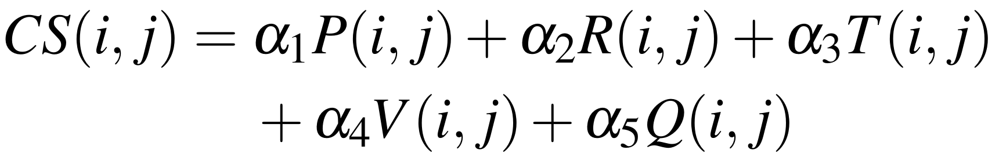 CS(i, j) = α₁P(i, j) + α₂R(i, j) + α₃T(i, j)
+ α₄V(i, j) + α₅Q(i, j)